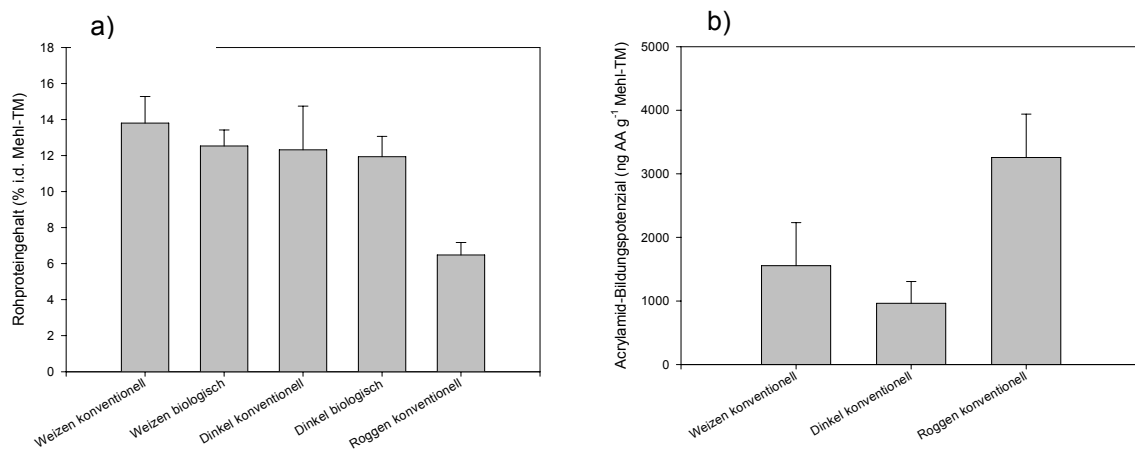 a)
Rohproteingehalt (% i.d. Mehl-TM)
18
16
14
12
10
8
6
4
2
0
Weizen konventionell
Weizen biologisch
Dinkel konventionell
Dinkel biologisch
Roggen konventionell
b)
Acrylamid-Bildungspotenzial (ng AA g⁻¹ Mehl-TM)
5000
4000
3000
2000
1000
0
Weizen konventionell
Dinkel konventionell
Roggen konventionell